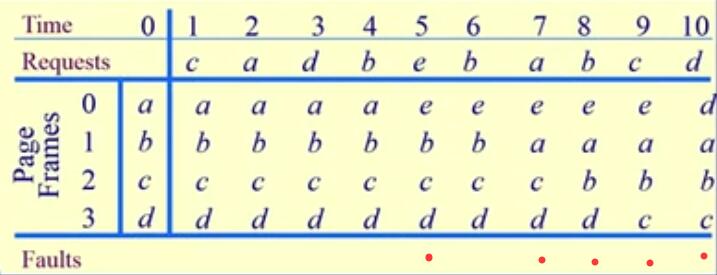 Time 0 1 2 3 4 5 6 7 8 9 10
Requests c a d b e b a b c d
Page Frames
0 a a a a a e e e e e d
1 b b b b b b b a a a a
2 c c c c c c c c b b b
3 d d d d d d d d d c c
Faults